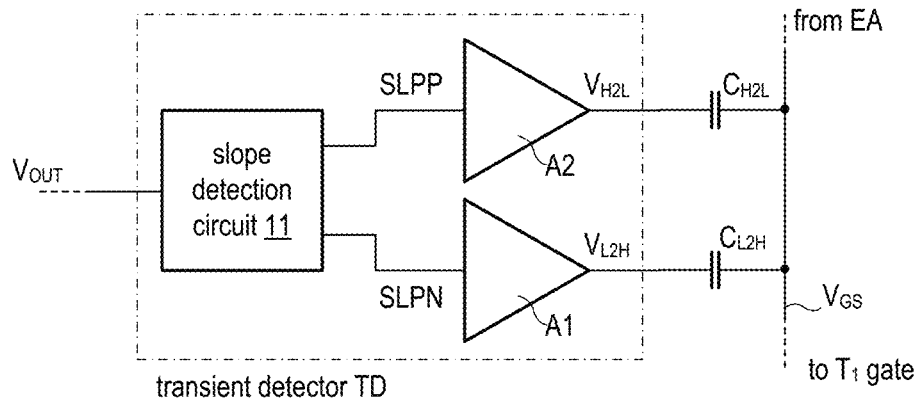 from EA
SLPP
V_H2L
C_H2L
slope
detection
circuit 11
V_OUT
A2
V_L2H
C_L2H
SLPN
A1
V_GS
to T₁ gate
transient detector TD